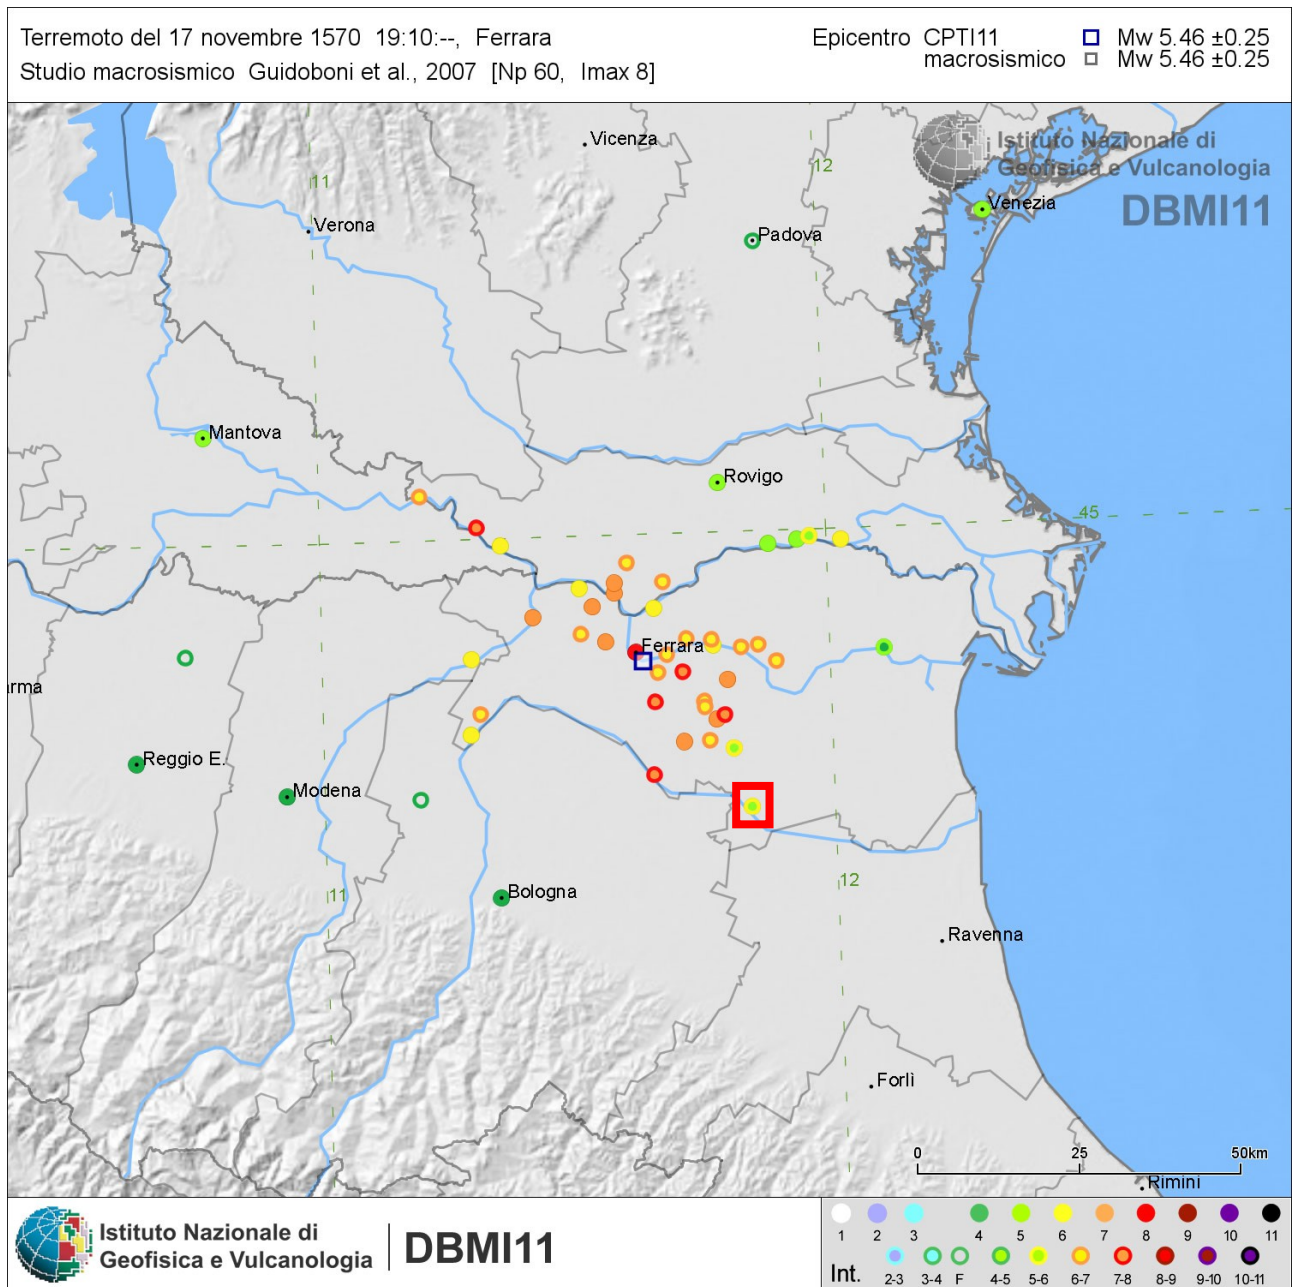 Terremoto del 17 novembre 1570 19:10:--, Ferrara
Studio macrosismico Guidoboni et al., 2007 [Np 60, Imax 8]
Epicentro CPTI11 Mw 5.46 ±0.25
macrosismico Mw 5.46 ±0.25
Vicenza
Istituto Nazionale di
Geofisica e Vulcanologia
DBMI11
11
12
Venezia
Verona
Padova
Mantova
Rovigo
45
Ferrara
arma
Reggio E.
Modena
11
12
Bologna
Ravenna
Forlì
0 25 50km
Rimini
Istituto Nazionale di
Geofisica e Vulcanologia
DBMI11
Int.
1 2 3 4 5 6 7 8 9 10 11
2-3 3-4 F 4-5 5-6 6-7 7-8 8-9 9-10 10-11